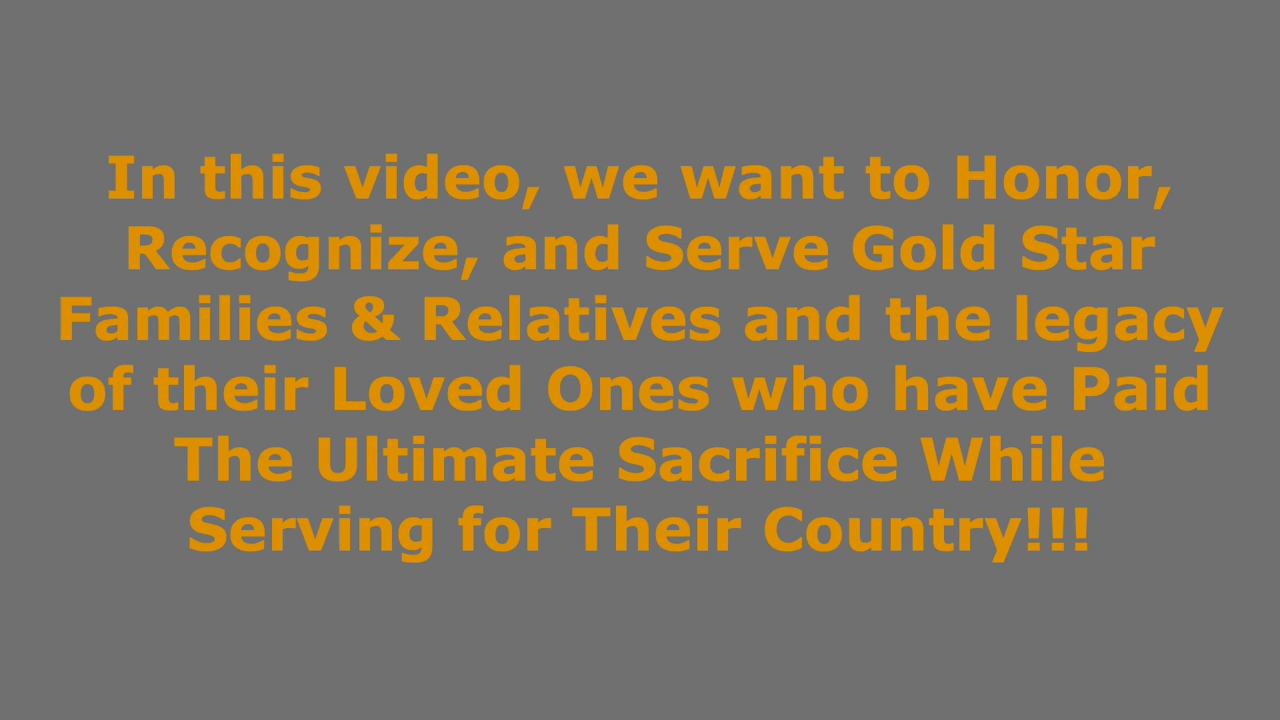 In this video, we want to Honor,
Recognize, and Serve Gold Star
Families & Relatives and the legacy
of their Loved Ones who have Paid
The Ultimate Sacrifice While
Serving for Their Country!!!